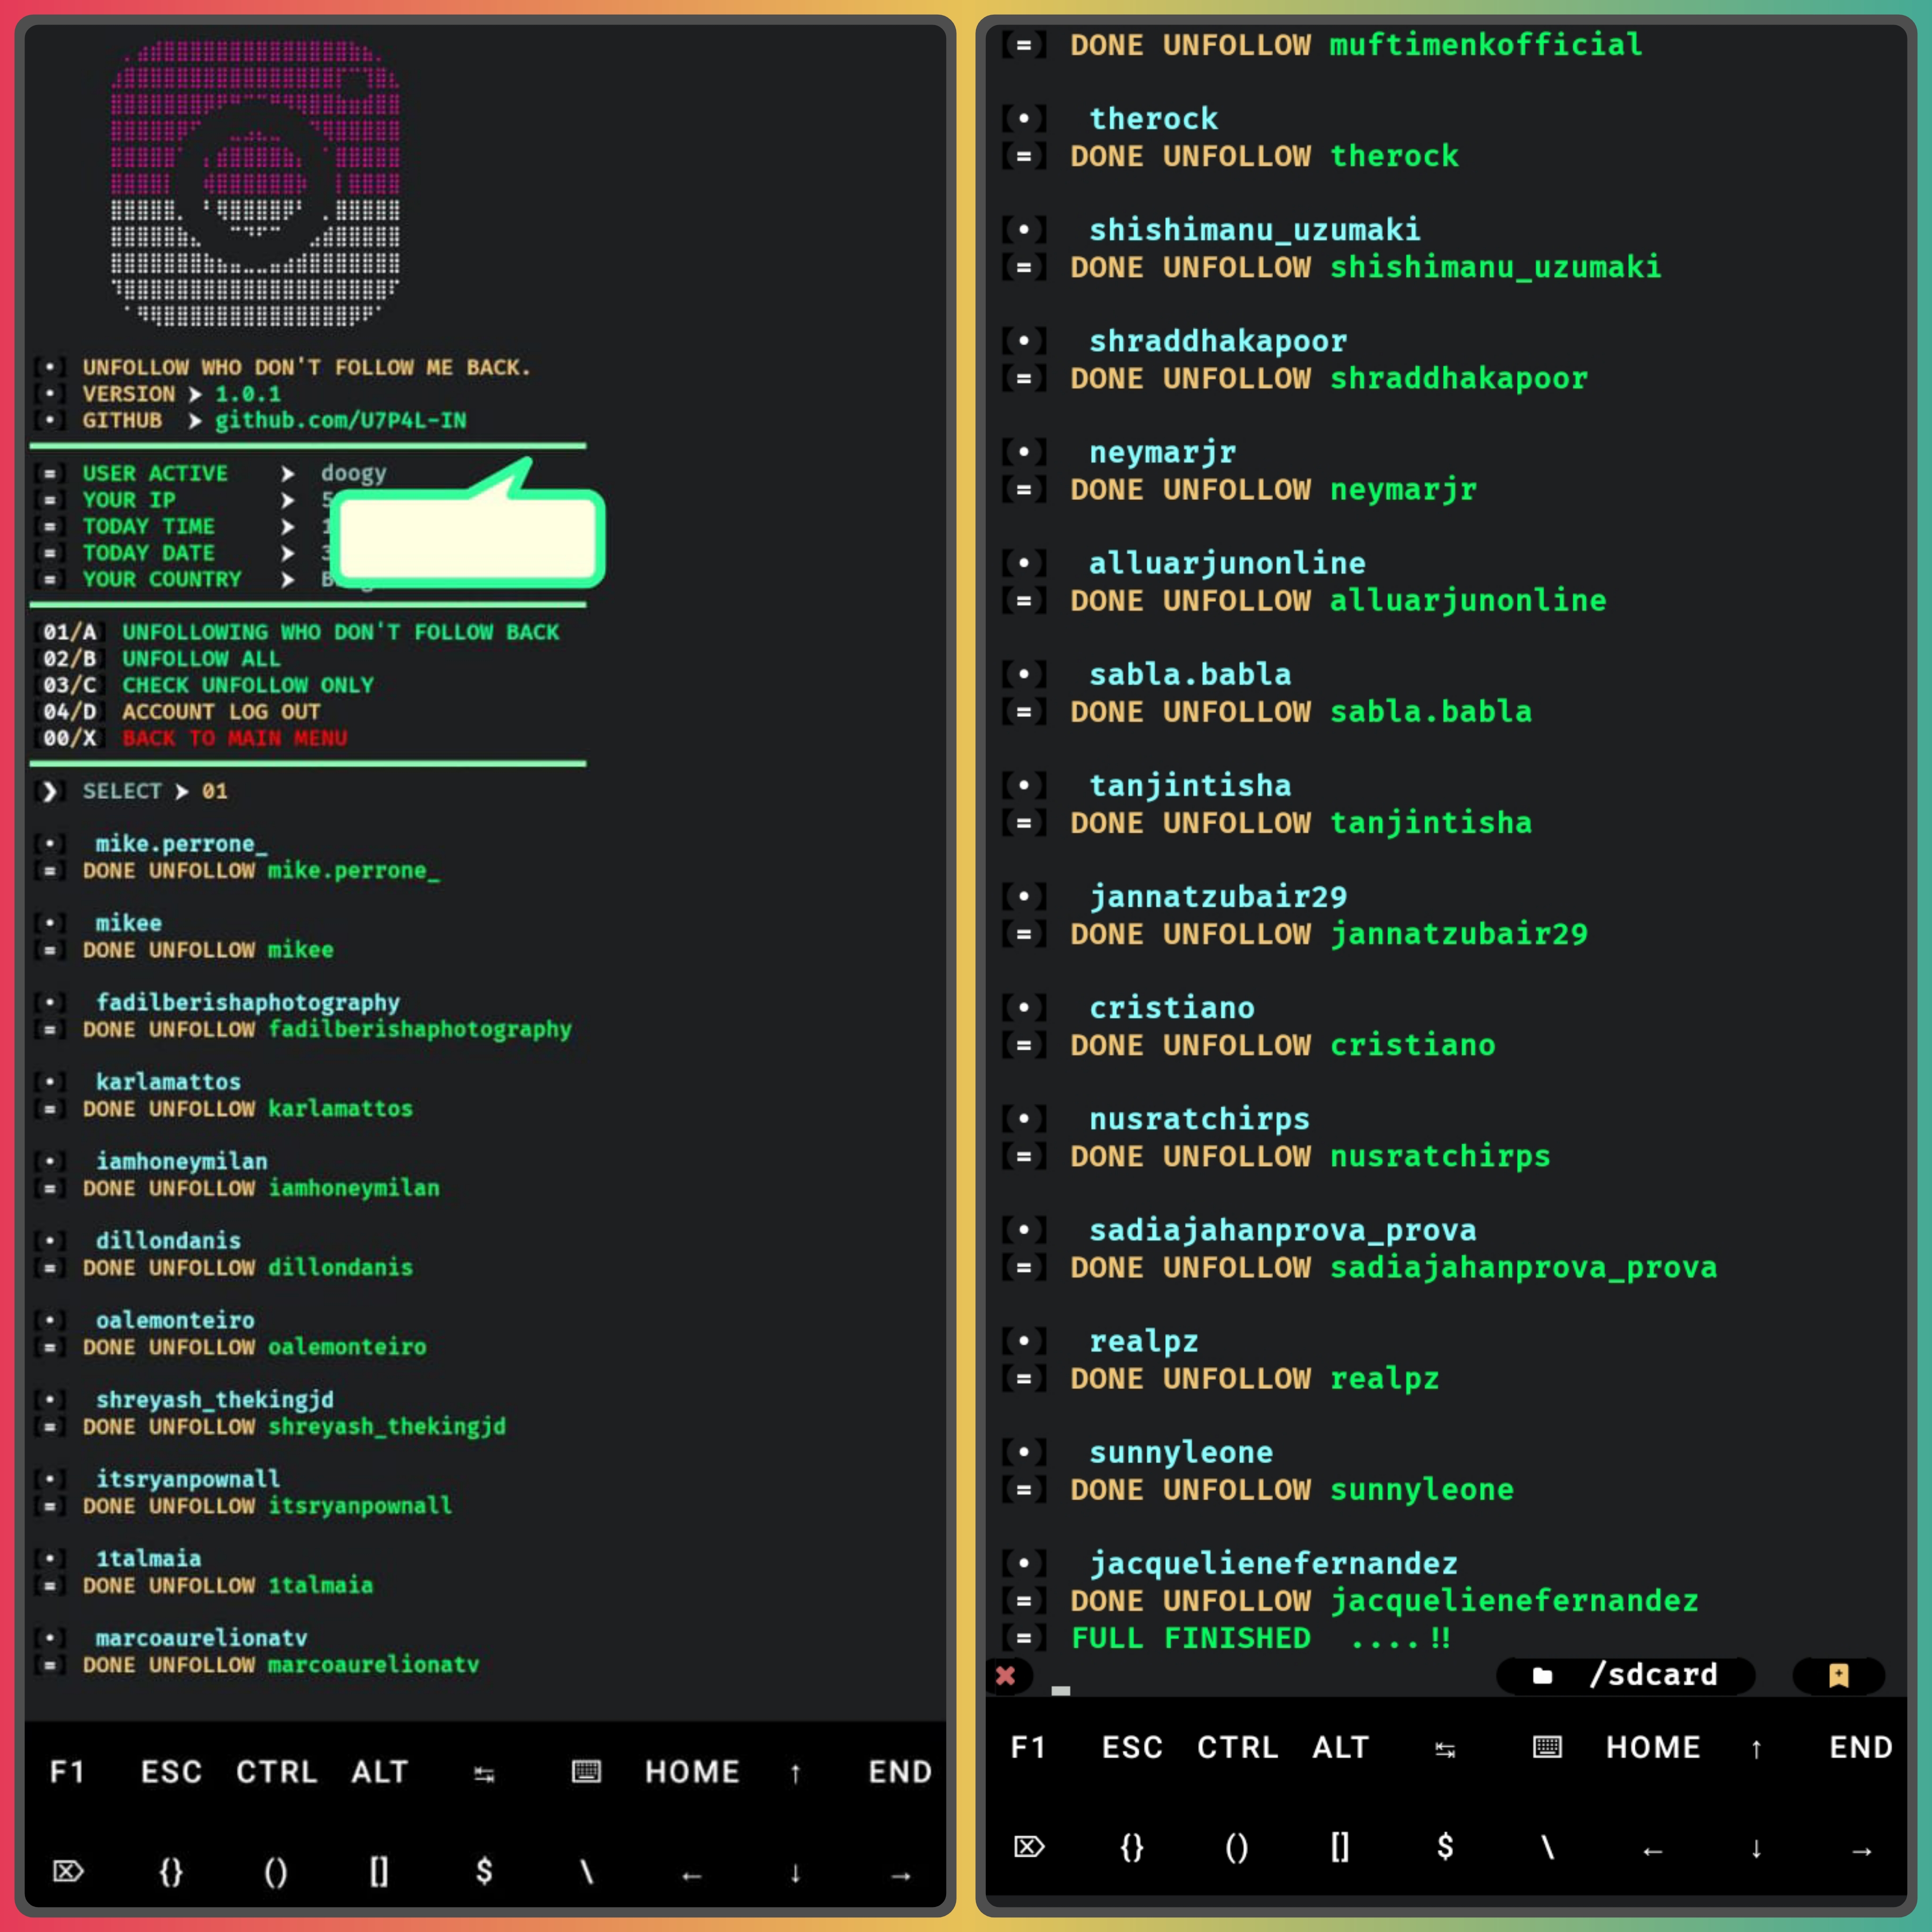 [•] UNFOLLOW WHO DON'T FOLLOW ME BACK.
[•] VERSION ➤ 1.0.1
[•] GITHUB ➤ github.com/U7P4L-IN
[=] USER ACTIVE ➤ doogy
[=] YOUR IP ➤ 5
[=] TODAY TIME ➤ 1
[=] TODAY DATE ➤ 3
[=] YOUR COUNTRY ➤ B
[01/A] UNFOLLOWING WHO DON'T FOLLOW BACK
[02/B] UNFOLLOW ALL
[03/C] CHECK UNFOLLOW ONLY
[04/D] ACCOUNT LOG OUT
[00/X] BACK TO MAIN MENU
[❯] SELECT ➤ 01
[•] mike.perrone_
[=] DONE UNFOLLOW mike.perrone_
[•] mikee
[=] DONE UNFOLLOW mikee
[•] fadilberishaphotography
[=] DONE UNFOLLOW fadilberishaphotography
[•] karlamattos
[=] DONE UNFOLLOW karlamattos
[•] iamhoneymilan
[=] DONE UNFOLLOW iamhoneymilan
[•] dillondanis
[=] DONE UNFOLLOW dillondanis
[•] oalemonteiro
[=] DONE UNFOLLOW oalemonteiro
[•] shreyash_thekingjd
[=] DONE UNFOLLOW shreyash_thekingjd
[•] itsryanpownall
[=] DONE UNFOLLOW itsryanpownall
[•] 1talmaia
[=] DONE UNFOLLOW 1talmaia
[•] marcoaurelionatv
[=] DONE UNFOLLOW marcoaurelionatv
F1 ESC CTRL ALT ↹ ⌨ HOME ↑ END
⌦ {} () [] $ \ ← ↓ →
[=] DONE UNFOLLOW muftimenkofficial
[•] therock
[=] DONE UNFOLLOW therock
[•] shishimanu_uzumaki
[=] DONE UNFOLLOW shishimanu_uzumaki
[•] shraddhakapoor
[=] DONE UNFOLLOW shraddhakapoor
[•] neymarjr
[=] DONE UNFOLLOW neymarjr
[•] alluarjunonline
[=] DONE UNFOLLOW alluarjunonline
[•] sabla.babla
[=] DONE UNFOLLOW sabla.babla
[•] tanjintisha
[=] DONE UNFOLLOW tanjintisha
[•] jannatzubair29
[=] DONE UNFOLLOW jannatzubair29
[•] cristiano
[=] DONE UNFOLLOW cristiano
[•] nusratchirps
[=] DONE UNFOLLOW nusratchirps
[•] sadiajahanprova_prova
[=] DONE UNFOLLOW sadiajahanprova_prova
[•] realpz
[=] DONE UNFOLLOW realpz
[•] sunnyleone
[=] DONE UNFOLLOW sunnyleone
[•] jacquelienefernandez
[=] DONE UNFOLLOW jacquelienefernandez
[=] FULL FINISHED ....!!
/sdcard
F1 ESC CTRL ALT ↹ ⌨ HOME ↑ END
⌦ {} () [] $ \ ← ↓ →